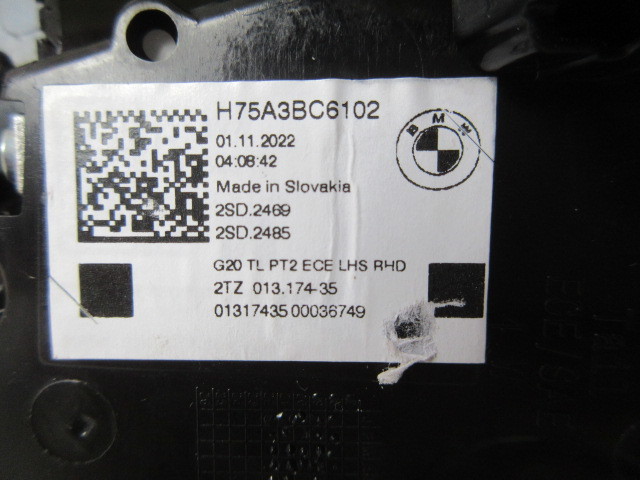 H75A3BC6102
BMW
01.11.2022
04:08:42
Made in Slovakia
2SD.2469
2SD.2485
G20 TL PT2 ECE LHS RHD
2TZ 013.174-35
01317435 00036749